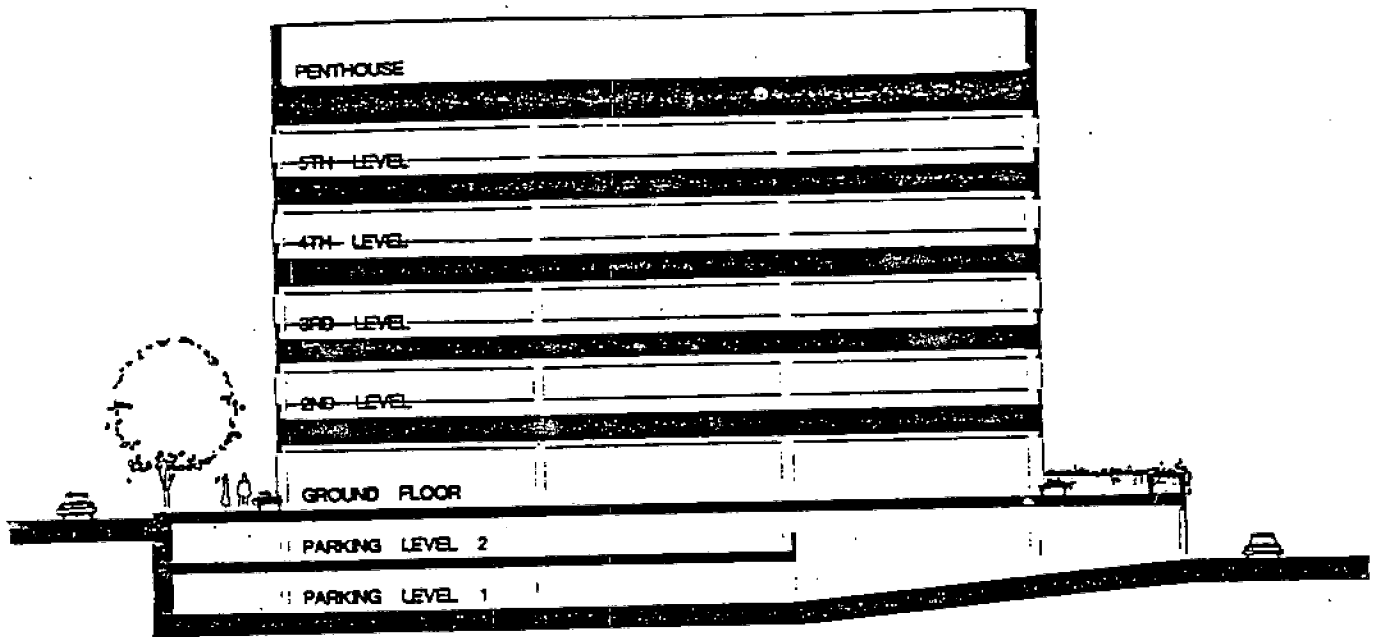 PENTHOUSE
5TH LEVEL
4TH LEVEL
3RD LEVEL
2ND LEVEL
GROUND FLOOR
PARKING LEVEL 2
PARKING LEVEL 1